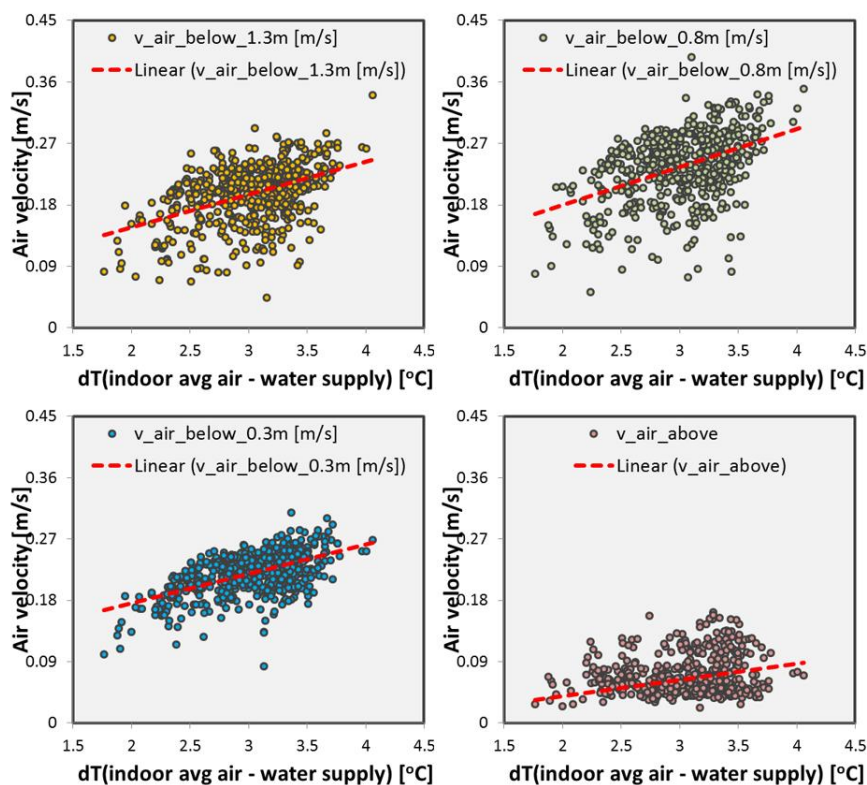 0.45
0.36
0.27
0.18
0.09
0
Air velocity [m/s]
v_air_below_1.3m [m/s]
Linear (v_air_below_1.3m [m/s])
1.5 2 2.5 3 3.5 4 4.5
dT(indoor avg air - water supply) [°C]
0.45
0.36
0.27
0.18
0.09
0
Air velocity [m/s]
v_air_below_0.8m [m/s]
Linear (v_air_below_0.8m [m/s])
1.5 2 2.5 3 3.5 4 4.5
dT(indoor avg air - water supply) [°C]
0.45
0.36
0.27
0.18
0.09
0
Air velocity [m/s]
v_air_below_0.3m [m/s]
Linear (v_air_below_0.3m [m/s])
1.5 2 2.5 3 3.5 4 4.5
dT(indoor avg air - water supply) [°C]
0.45
0.36
0.27
0.18
0.09
0
Air velocity [m/s]
v_air_above
Linear (v_air_above)
1.5 2 2.5 3 3.5 4 4.5
dT(indoor avg air - water supply) [°C]